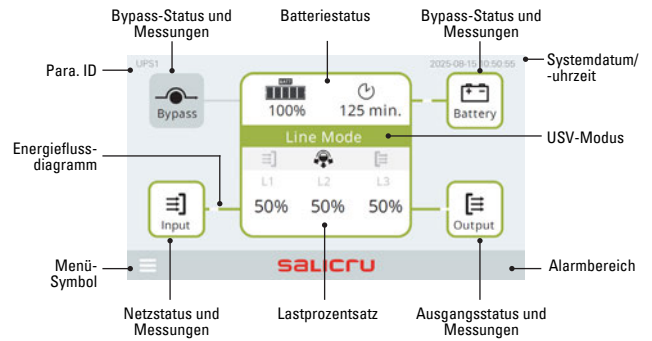 Bypass-Status und
Messungen
Batteriestatus
Bypass-Status und
Messungen
Para. ID
UPS1
2025-08-15 10:50:55
Systemdatum/
-uhrzeit
Bypass
BATT
100%
125 min.
Battery
Line Mode
USV-Modus
Energiefluss-
diagramm
L1
L2
L3
50%
50%
50%
Input
Output
Menü-
Symbol
salicru
Alarmbereich
Netzstatus und
Messungen
Lastprozentsatz
Ausgangsstatus und
Messungen